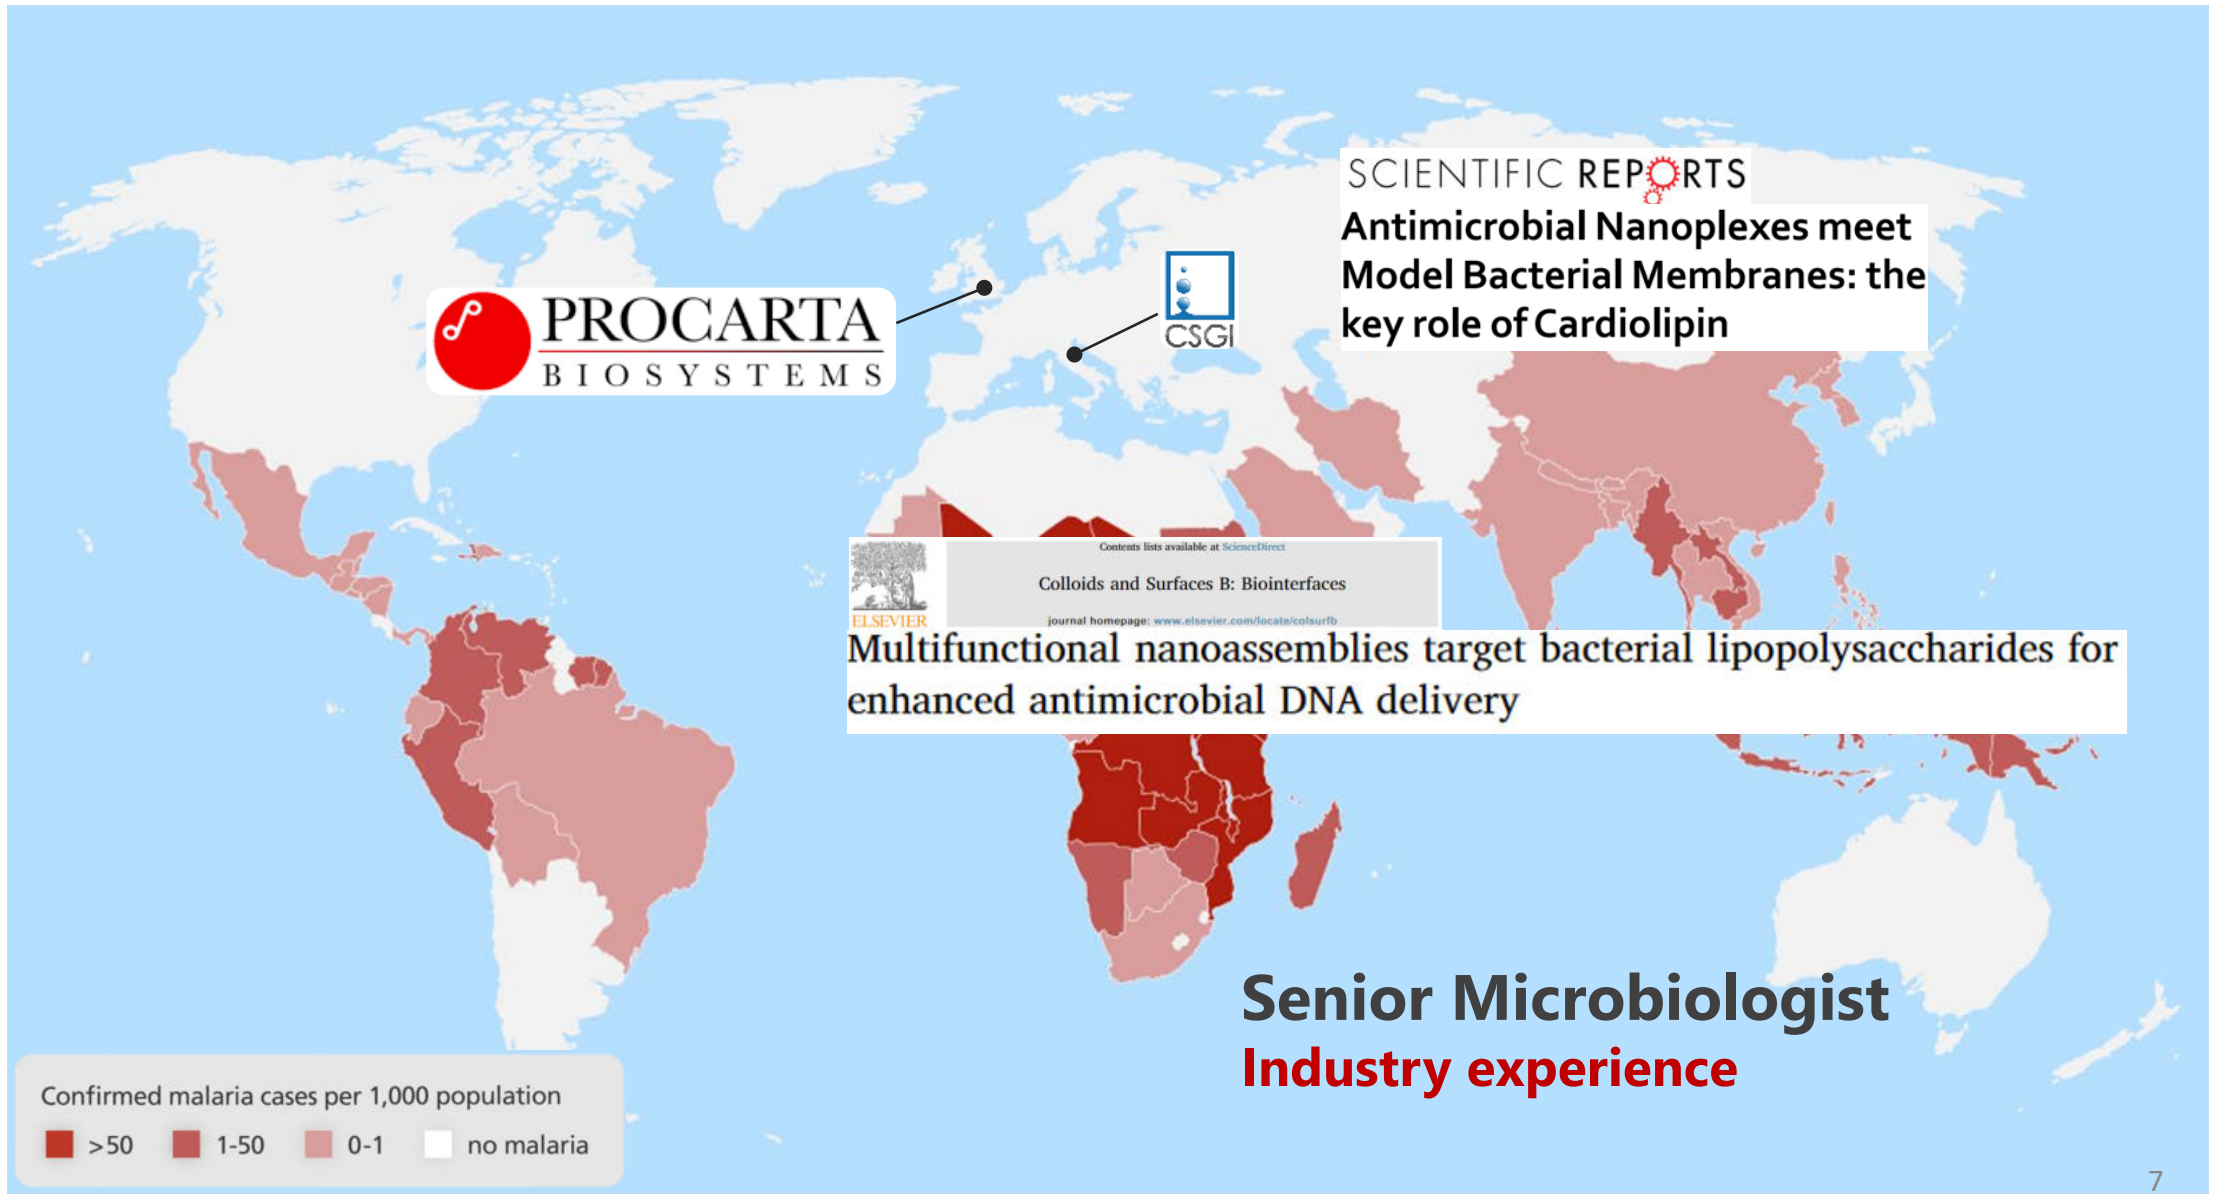 SCIENTIFIC REPORTS
Antimicrobial Nanoplexes meet
Model Bacterial Membranes: the
key role of Cardiolipin
PROCARTA
BIOSYSTEMS
CSGI
Contents lists available at ScienceDirect
Colloids and Surfaces B: Biointerfaces
ELSEVIER
journal homepage: www.elsevier.com/locate/colsurfb
Multifunctional nanoassemblies target bacterial lipopolysaccharides for
enhanced antimicrobial DNA delivery
Senior Microbiologist
Industry experience
Confirmed malaria cases per 1,000 population
>50 1-50 0-1 no malaria
7